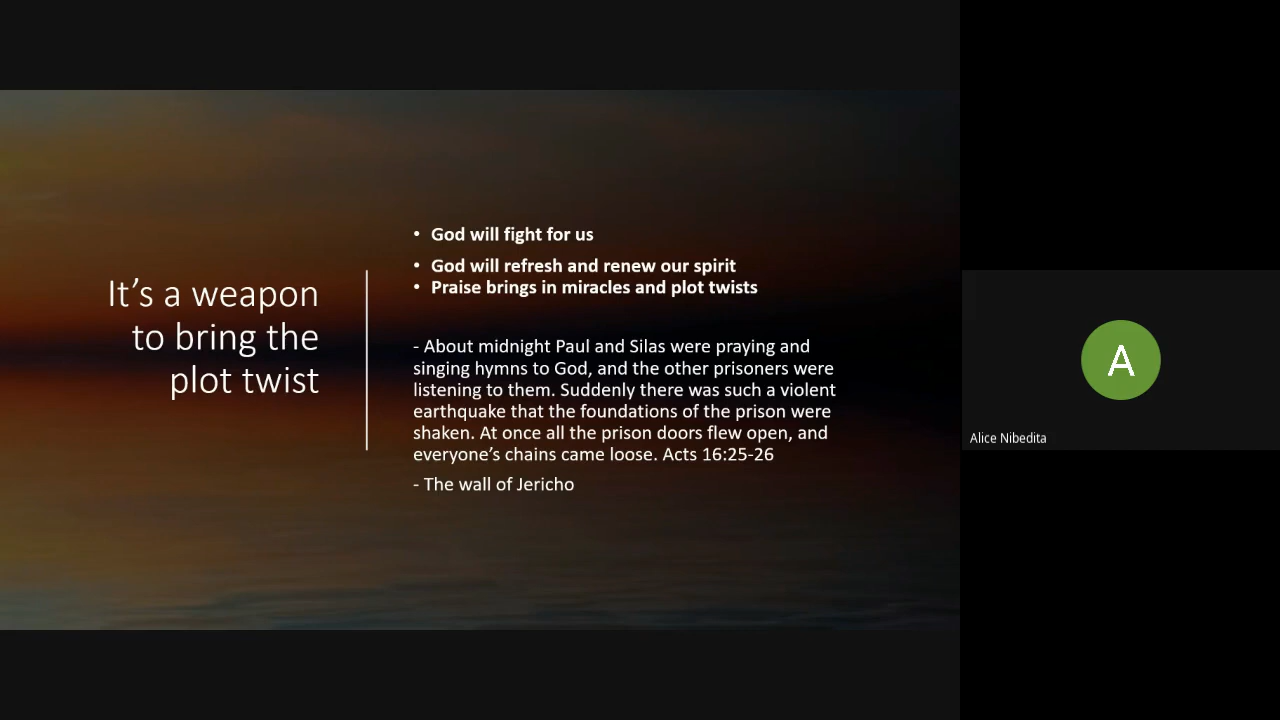 It’s a weapon
to bring the
plot twist
• God will fight for us
• God will refresh and renew our spirit
• Praise brings in miracles and plot twists
- About midnight Paul and Silas were praying and
singing hymns to God, and the other prisoners were
listening to them. Suddenly there was such a violent
earthquake that the foundations of the prison were
shaken. At once all the prison doors flew open, and
everyone’s chains came loose. Acts 16:25-26
- The wall of Jericho
A
Alice Nibedita